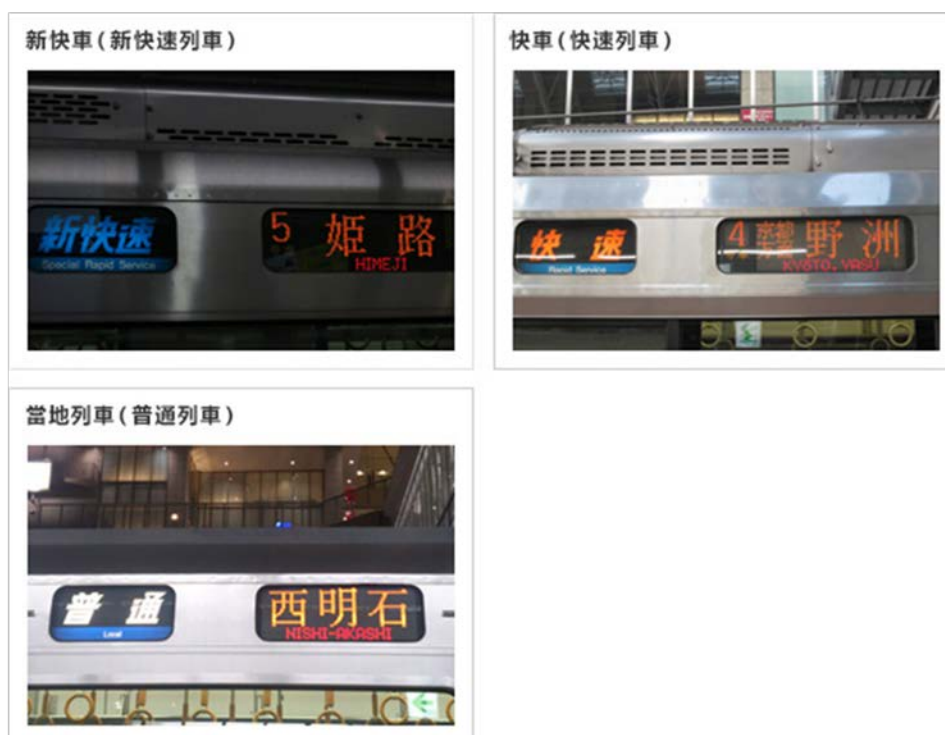 新快車(新快速列車)
新快速
Special Rapid Service
5 姫路
HIMEJI
快車(快速列車)
快速
Rapid Service
4 京都 野洲
KYOTO.YASU
當地列車(普通列車)
普通
Local
西明石
NISHI-AKASHI